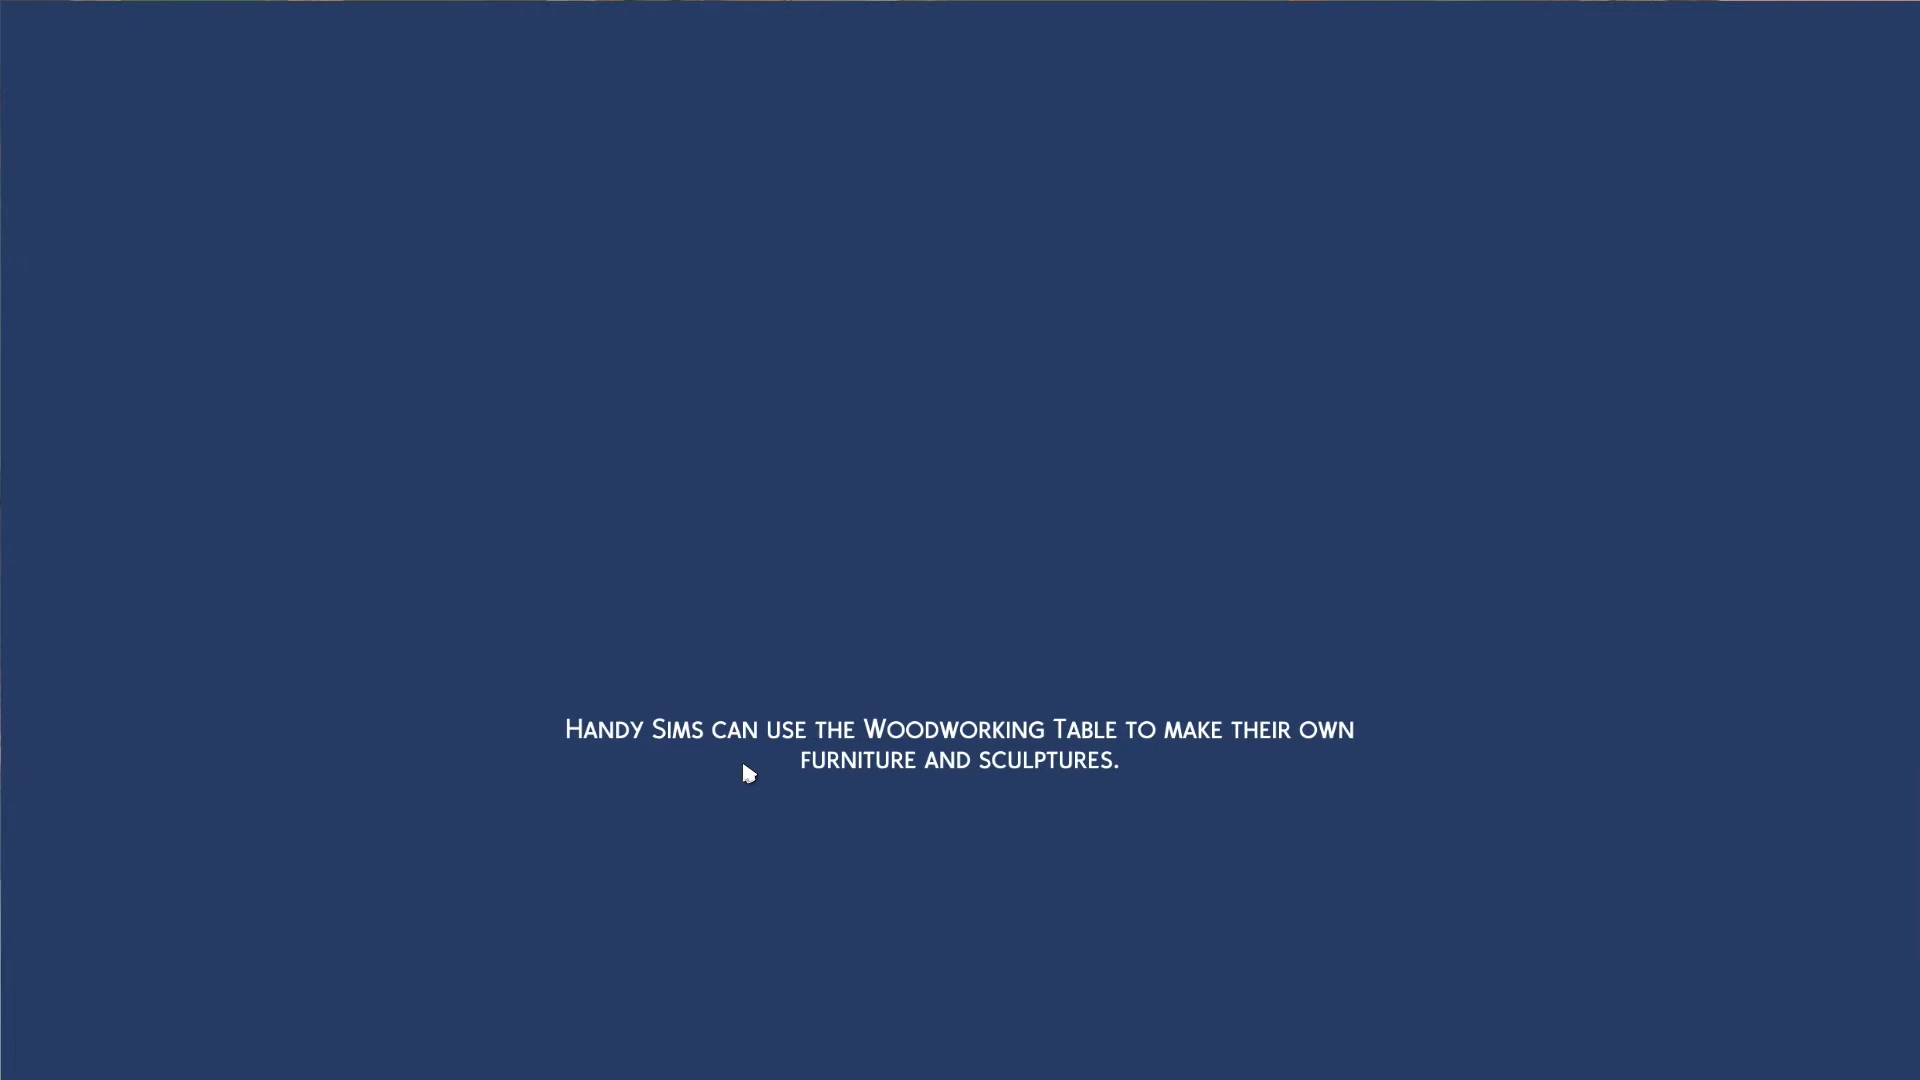 Handy Sims can use the Woodworking Table to make their own
furniture and sculptures.